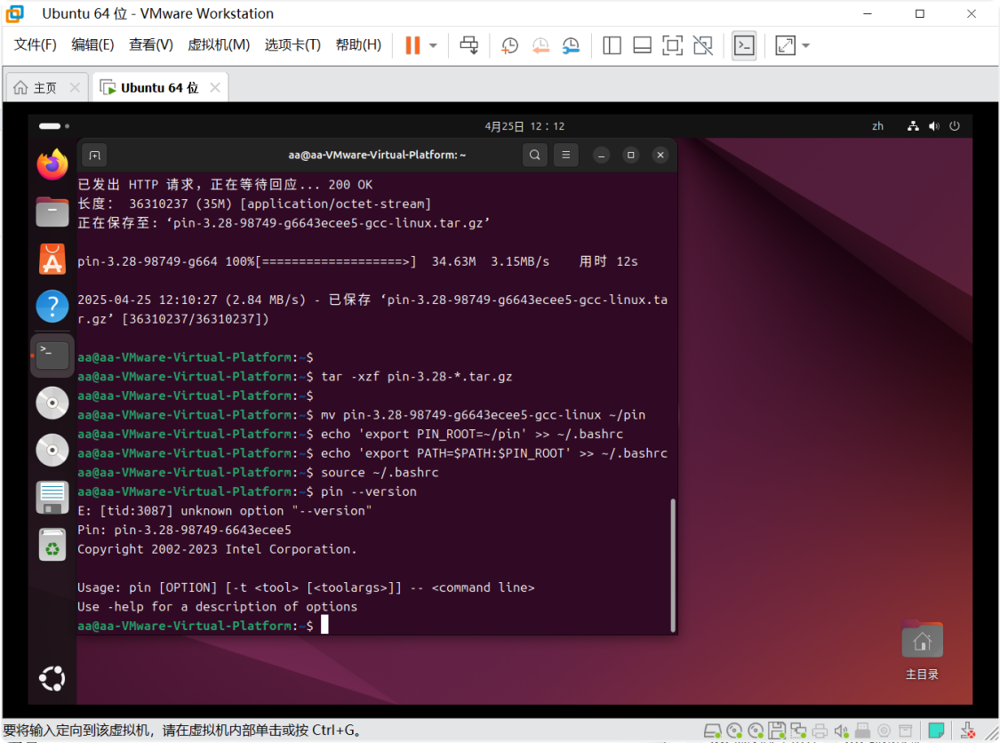 Ubuntu 64 位 - VMware Workstation
文件(F) 编辑(E) 查看(V) 虚拟机(M) 选项卡(T) 帮助(H)
主页 Ubuntu 64 位
4月25日 12：12 zh
aa@aa-VMware-Virtual-Platform: ~
已发出 HTTP 请求，正在等待回应... 200 OK
长度： 36310237 (35M) [application/octet-stream]
正在保存至: ‘pin-3.28-98749-g6643ecee5-gcc-linux.tar.gz’
pin-3.28-98749-g664 100%[===================>] 34.63M 3.15MB/s 用时 12s
2025-04-25 12:10:27 (2.84 MB/s) - 已保存 ‘pin-3.28-98749-g6643ecee5-gcc-linux.ta
r.gz’ [36310237/36310237])
aa@aa-VMware-Virtual-Platform:~$
aa@aa-VMware-Virtual-Platform:~$ tar -xzf pin-3.28-*.tar.gz
aa@aa-VMware-Virtual-Platform:~$
aa@aa-VMware-Virtual-Platform:~$ mv pin-3.28-98749-g6643ecee5-gcc-linux ~/pin
aa@aa-VMware-Virtual-Platform:~$ echo 'export PIN_ROOT=~/pin' >> ~/.bashrc
aa@aa-VMware-Virtual-Platform:~$ echo 'export PATH=$PATH:$PIN_ROOT' >> ~/.bashrc
aa@aa-VMware-Virtual-Platform:~$ source ~/.bashrc
aa@aa-VMware-Virtual-Platform:~$ pin --version
E: [tid:3087] unknown option "--version"
Pin: pin-3.28-98749-6643ecee5
Copyright 2002-2023 Intel Corporation.
Usage: pin [OPTION] [-t <tool> [<toolargs>]] -- <command line>
Use -help for a description of options
aa@aa-VMware-Virtual-Platform:~$
主目录
要将输入定向到该虚拟机，请在虚拟机内部单击或按 Ctrl+G。